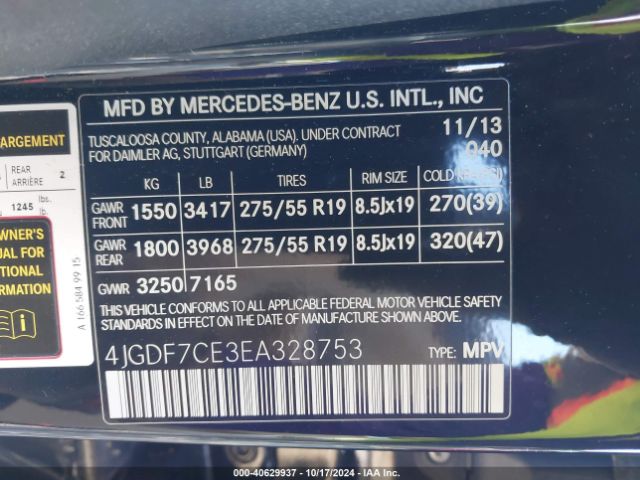 ARGEMENT
REAR
ARRIÈRE 2
1245 lbs.
lb.
WNER'S
UAL FOR
TIONAL
RMATION
A 166 584 99 15
MFD BY MERCEDES-BENZ U.S. INTL., INC
TUSCALOOSA COUNTY, ALABAMA (USA). UNDER CONTRACT 11/13
FOR DAIMLER AG, STUTTGART (GERMANY) 040
KG LB TIRES RIM SIZE COLD
GAWR FRONT 1550 3417 275/55 R19 8.5Jx19 270(39)
GAWR REAR 1800 3968 275/55 R19 8.5Jx19 320(47)
GVWR 3250 7165
THIS VEHICLE CONFORMS TO ALL APPLICABLE FEDERAL MOTOR VEHICLE SAFETY
STANDARDS IN EFFECT ON THE DATE OF MANUFACTURE SHOWN ABOVE.
4JGDF7CE3EA328753 TYPE: MPV
000-40629937 - 10/17/2024 - IAA Inc.